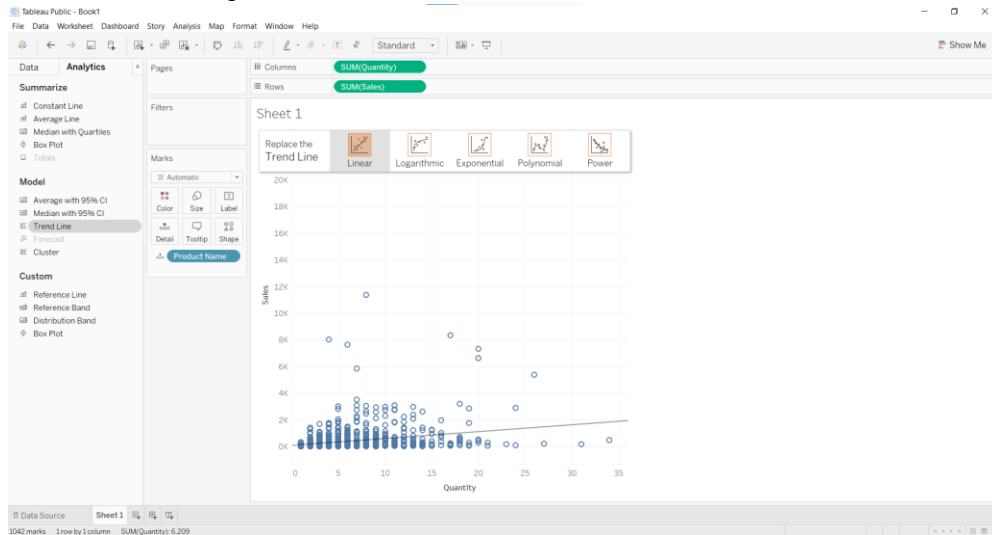 Tableau Public - Book1
File Data Worksheet Dashboard Story Analysis Map Format Window Help
Standard
Show Me
Data Analytics
Pages
Columns SUM(Quantity)
Rows SUM(Sales)
Summarize
Constant Line
Average Line
Median with Quartiles
Box Plot
Totals
Model
Average with 95% CI
Median with 95% CI
Trend Line
Forecast
Cluster
Custom
Reference Line
Reference Band
Distribution Band
Box Plot
Filters
Marks
Automatic
Color Size Label
Detail Tooltip Shape
Product Name
Sheet 1
Replace the
Trend Line
Linear Logarithmic Exponential Polynomial Power
20K
18K
16K
14K
12K
10K
8K
6K
4K
2K
0K
Sales
0 5 10 15 20 25 30 35
Quantity
Data Source Sheet 1
1042 marks 1 row by 1 column SUM(Quantity): 6.209